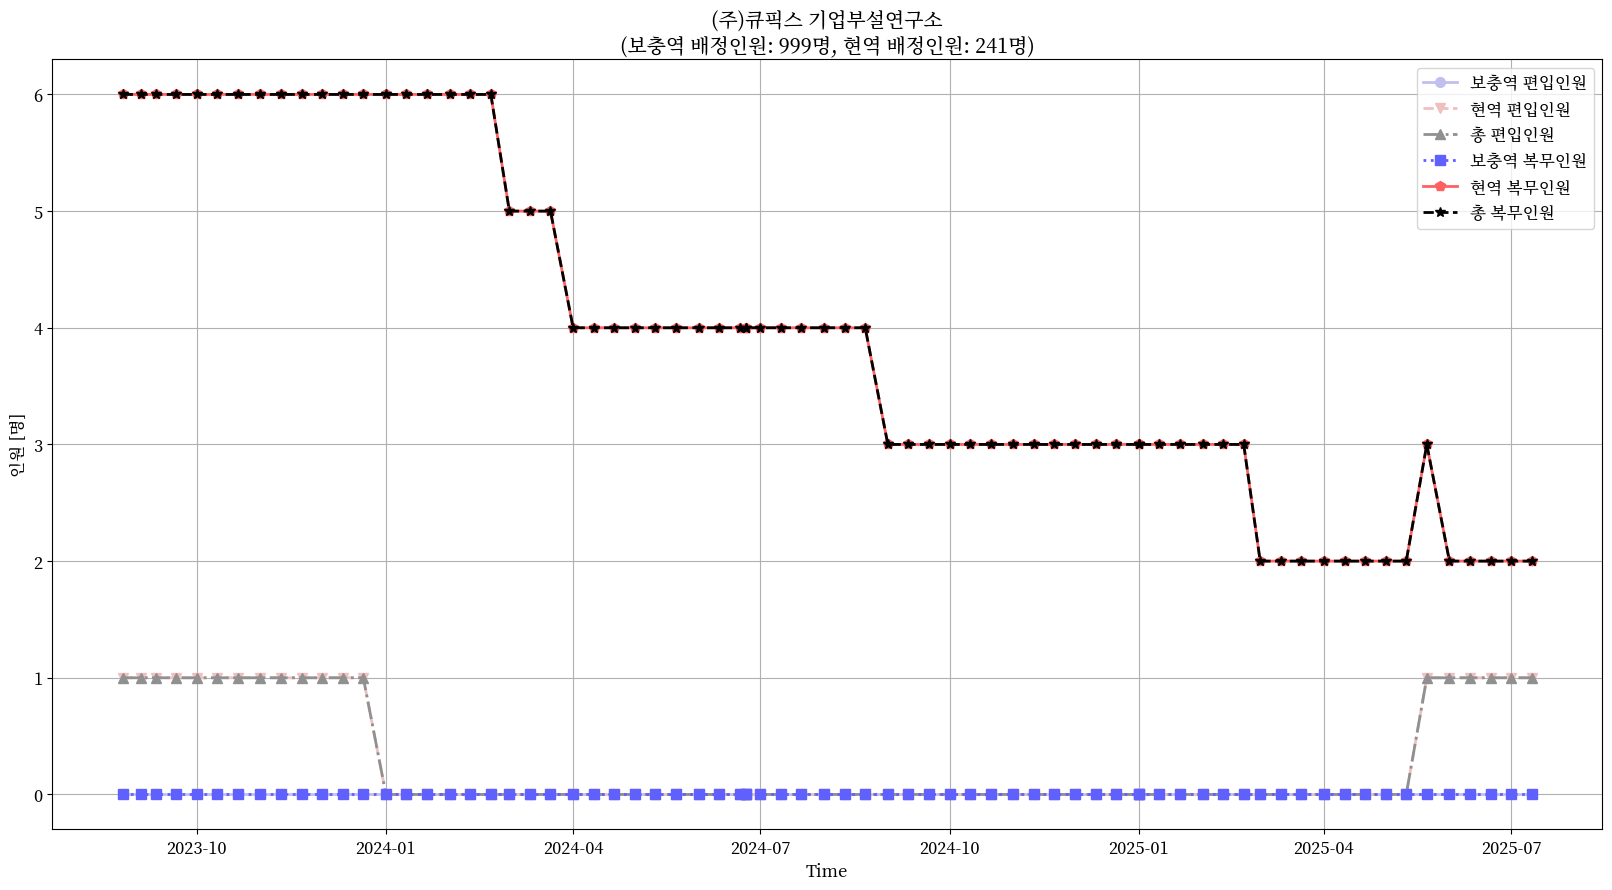 (주)큐픽스 기업부설연구소
(보충역 배정인원: 999명, 현역 배정인원: 241명)
보충역 편입인원
현역 편입인원
총 편입인원
보충역 복무인원
현역 복무인원
총 복무인원
인원 [명]
6
5
4
3
2
1
0
2023-10
2024-01
2024-04
2024-07
2024-10
2025-01
2025-04
2025-07
Time